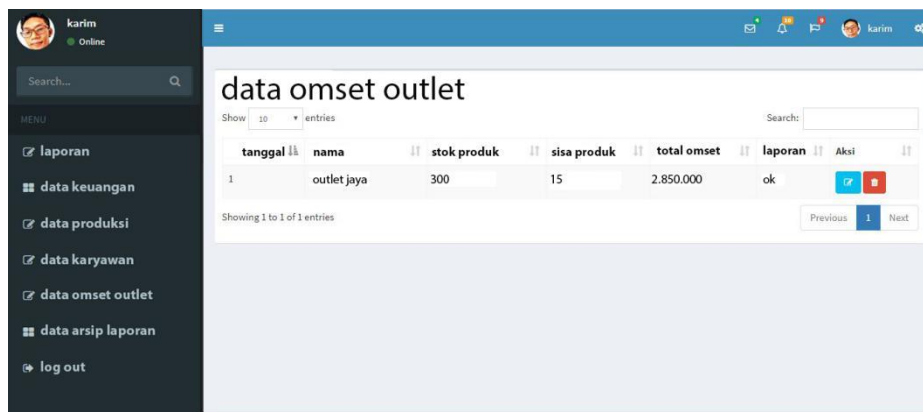 karim
Online
karim
Search...
MENU
laporan
data keuangan
data produksi
data karyawan
data omset outlet
data arsip laporan
log out
data omset outlet
Show 10 entries
Search:
tanggal nama stok produk sisa produk total omset laporan Aksi
1 outlet jaya 300 15 2.850.000 ok
Showing 1 to 1 of 1 entries
Previous 1 Next